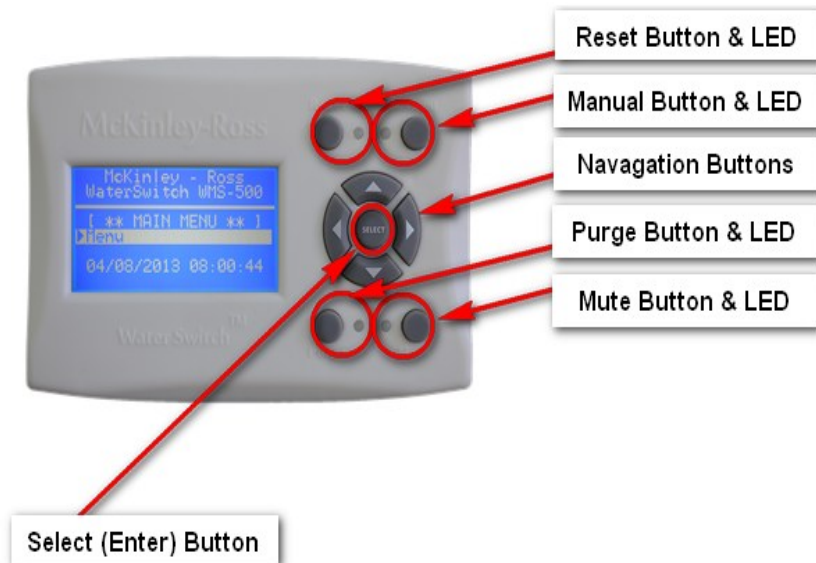 Reset Button & LED
Manual Button & LED
McKinley-Ross
Navagation Buttons
McKinley - Ross
WaterSwitch WMS-500
[ ** MAIN MENU ** ]
Menu
SELECT
04/08/2013 08:00:44
Purge Button & LED
Mute Button & LED
WaterSwitch™
Select (Enter) Button